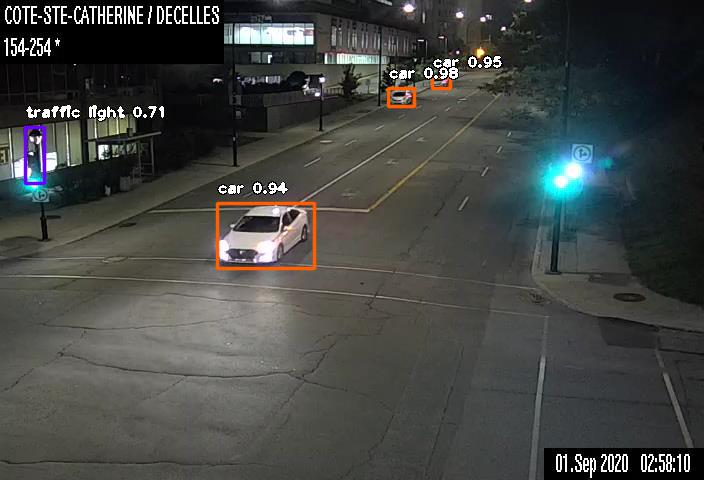 COTE-STE-CATHERINE / DECELLES
154-254 *
car 0.95
car 0.98
traffic light 0.71
car 0.94
01.Sep 2020 02:58:10